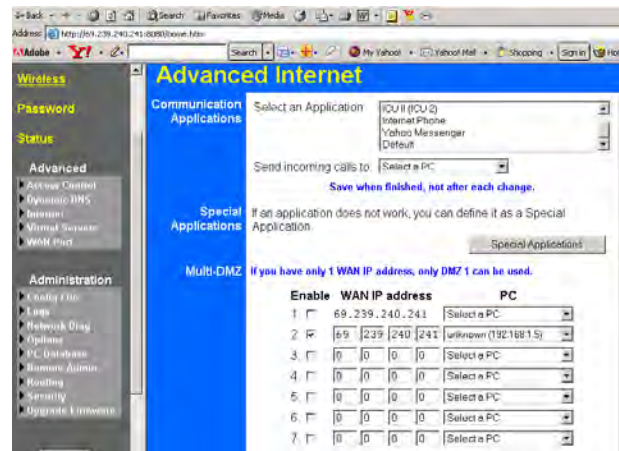 Back
Search Favorites Media
Address http://69.239.240.241:8080/home.htm
Adobe Y! Search My Yahoo! Yahoo! Mail Shopping Sign In
Wireless
Password
Status
Advanced
Access Control
Dynamic DNS
Internet
Virtual Servers
WAN Port
Administration
Config File
Logs
Network Diag
Options
PC Database
Remote Admin
Routing
Security
Upgrade Firmware
Advanced Internet
Communication Applications
Select an Application
ICU II (ICU 2)
Internet Phone
Yahoo Messenger
Default
Send incoming calls to: Select a PC
Save when finished, not after each change.
Special Applications
If an application does not work, you can define it as a Special
Application.
Special Applications
Multi-DMZ
If you have only 1 WAN IP address, only DMZ 1 can be used.
Enable WAN IP address PC
1 69.239.240.241 Select a PC
2 69 239 240 241 unknown (192.168.1.5)
3. 0 0 0 0 Select a PC
4. 0 0 0 0 Select a PC
5. 0 0 0 0 Select a PC
6. 0 0 0 0 Select a PC
7. 0 0 0 0 Select a PC